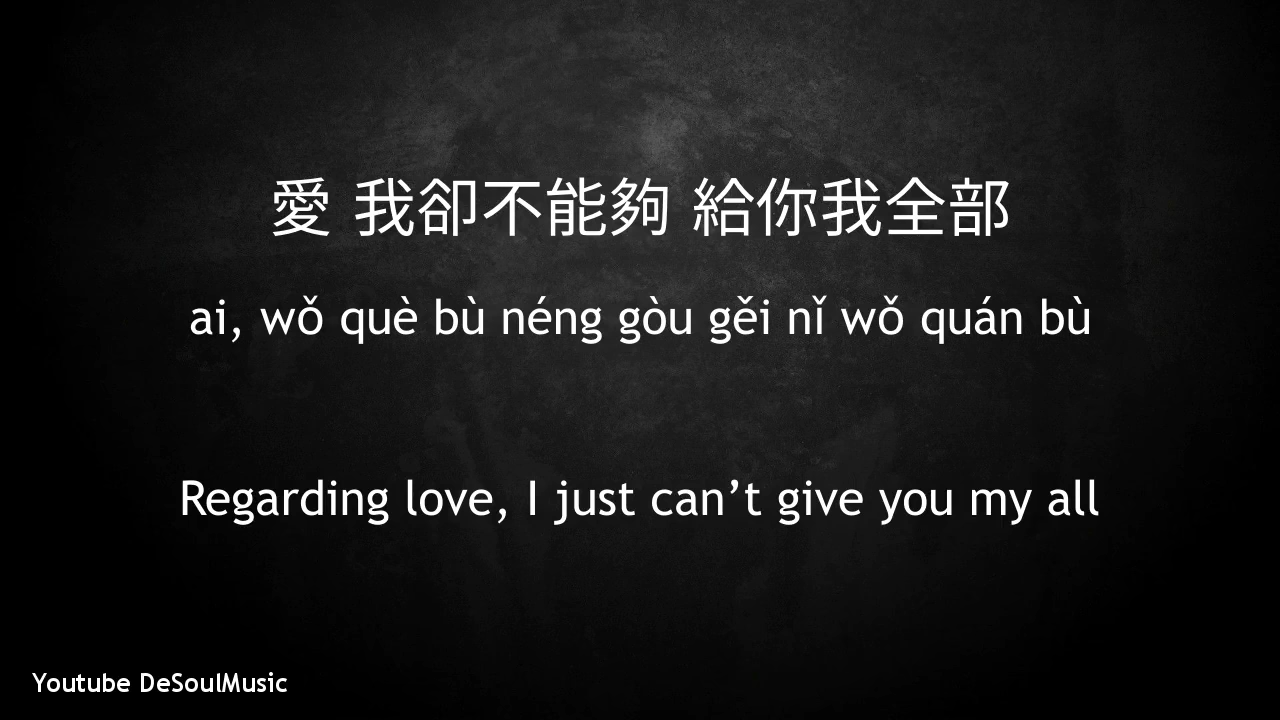 愛 我卻不能夠 給你我全部
ai, wǒ què bù néng gòu gěi nǐ wǒ quán bù
Regarding love, I just can’t give you my all
Youtube DeSoulMusic